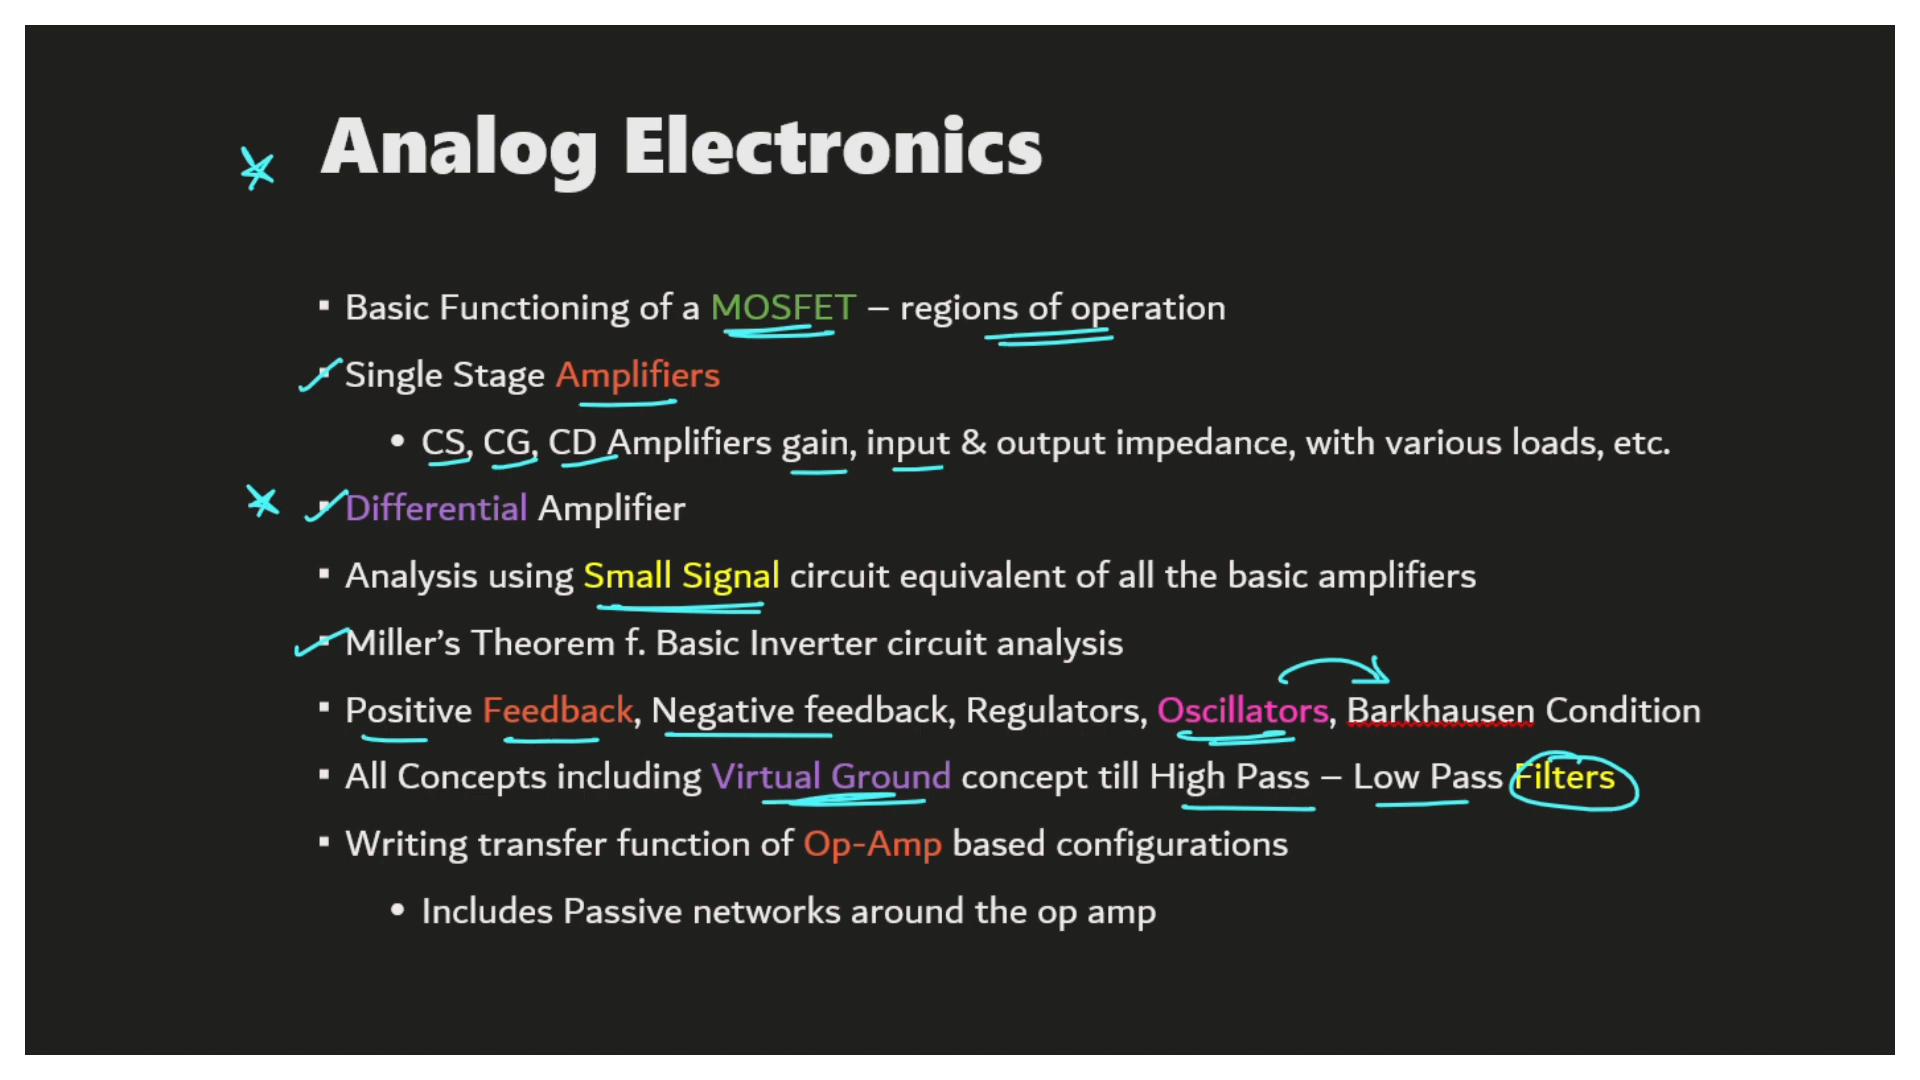 Analog Electronics
▪ Basic Functioning of a MOSFET – regions of operation
▪ Single Stage Amplifiers
• CS, CG, CD Amplifiers gain, input & output impedance, with various loads, etc.
▪ Differential Amplifier
▪ Analysis using Small Signal circuit equivalent of all the basic amplifiers
▪ Miller’s Theorem f. Basic Inverter circuit analysis
▪ Positive Feedback, Negative feedback, Regulators, Oscillators, Barkhausen Condition
▪ All Concepts including Virtual Ground concept till High Pass – Low Pass Filters
▪ Writing transfer function of Op-Amp based configurations
• Includes Passive networks around the op amp